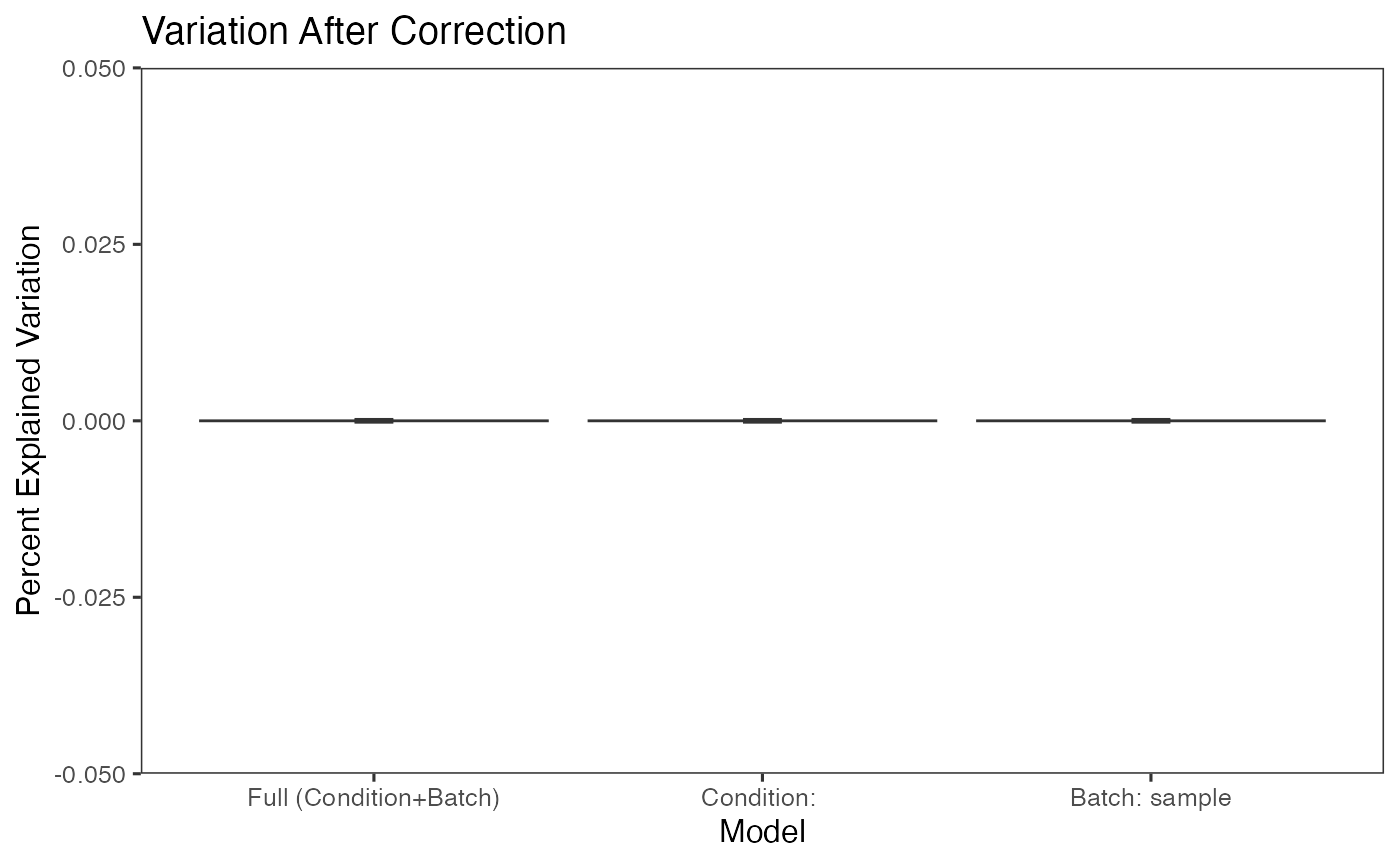 Variation After Correction
Percent Explained Variation
0.050
0.025
0.000
-0.025
-0.050
Full (Condition+Batch)
Condition:
Batch: sample
Model